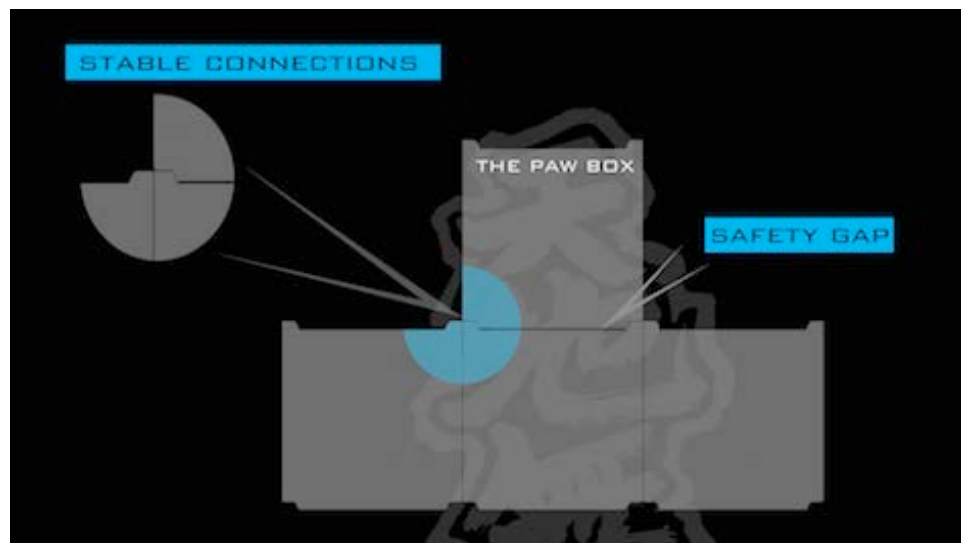 STABLE CONNECTIONS
THE PAW BOX
SAFETY GAP